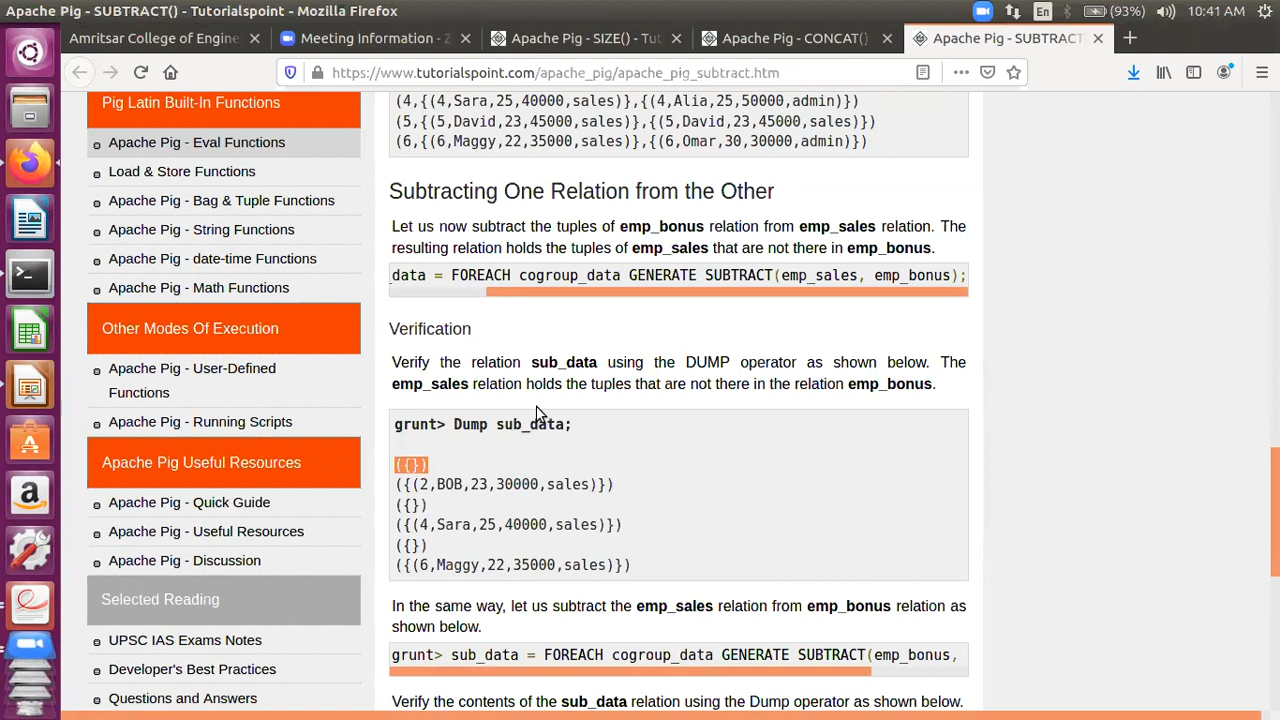 Apache Pig - SUBTRACT() - Tutorialspoint - Mozilla Firefox
En
(93%)
10:41 AM
Amritsar College of Engine
Meeting Information - Z
Apache Pig - SIZE() - Tut
Apache Pig - CONCAT()
Apache Pig - SUBTRACT
https://www.tutorialspoint.com/apache_pig/apache_pig_subtract.htm
Pig Latin Built-In Functions
Apache Pig - Eval Functions
Load & Store Functions
Apache Pig - Bag & Tuple Functions
Apache Pig - String Functions
Apache Pig - date-time Functions
Apache Pig - Math Functions
Other Modes Of Execution
Apache Pig - User-Defined
Functions
Apache Pig - Running Scripts
Apache Pig Useful Resources
Apache Pig - Quick Guide
Apache Pig - Useful Resources
Apache Pig - Discussion
Selected Reading
UPSC IAS Exams Notes
Developer's Best Practices
Questions and Answers
(4,{(4,Sara,25,40000,sales)},{(4,Alia,25,50000,admin)})
(5,{(5,David,23,45000,sales)},{(5,David,23,45000,sales)})
(6,{(6,Maggy,22,35000,sales)},{(6,Omar,30,30000,admin)})
Subtracting One Relation from the Other
Let us now subtract the tuples of emp_bonus relation from emp_sales relation. The
resulting relation holds the tuples of emp_sales that are not there in emp_bonus.
_data = FOREACH cogroup_data GENERATE SUBTRACT(emp_sales, emp_bonus);
Verification
Verify the relation sub_data using the DUMP operator as shown below. The
emp_sales relation holds the tuples that are not there in the relation emp_bonus.
grunt> Dump sub_data;
({})
({(2,BOB,23,30000,sales)})
({})
({(4,Sara,25,40000,sales)})
({})
({(6,Maggy,22,35000,sales)})
In the same way, let us subtract the emp_sales relation from emp_bonus relation as
shown below.
grunt> sub_data = FOREACH cogroup_data GENERATE SUBTRACT(emp_bonus,
Verify the contents of the sub_data relation using the Dump operator as shown below.